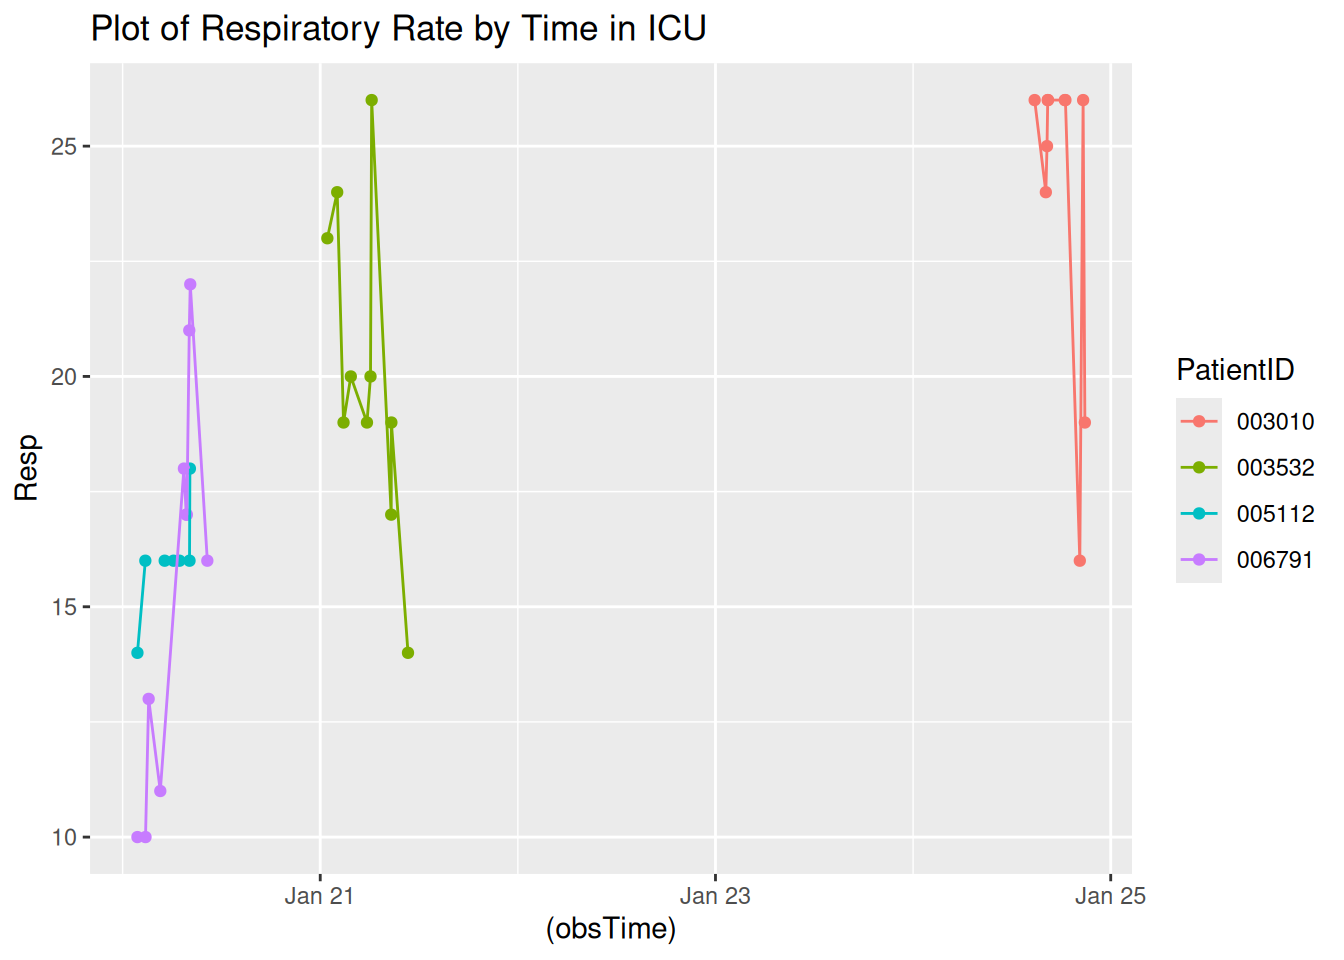 Plot of Respiratory Rate by Time in ICU
25
20
15
10
Resp
Jan 21
Jan 23
Jan 25
(obsTime)
PatientID
003010
003532
005112
006791